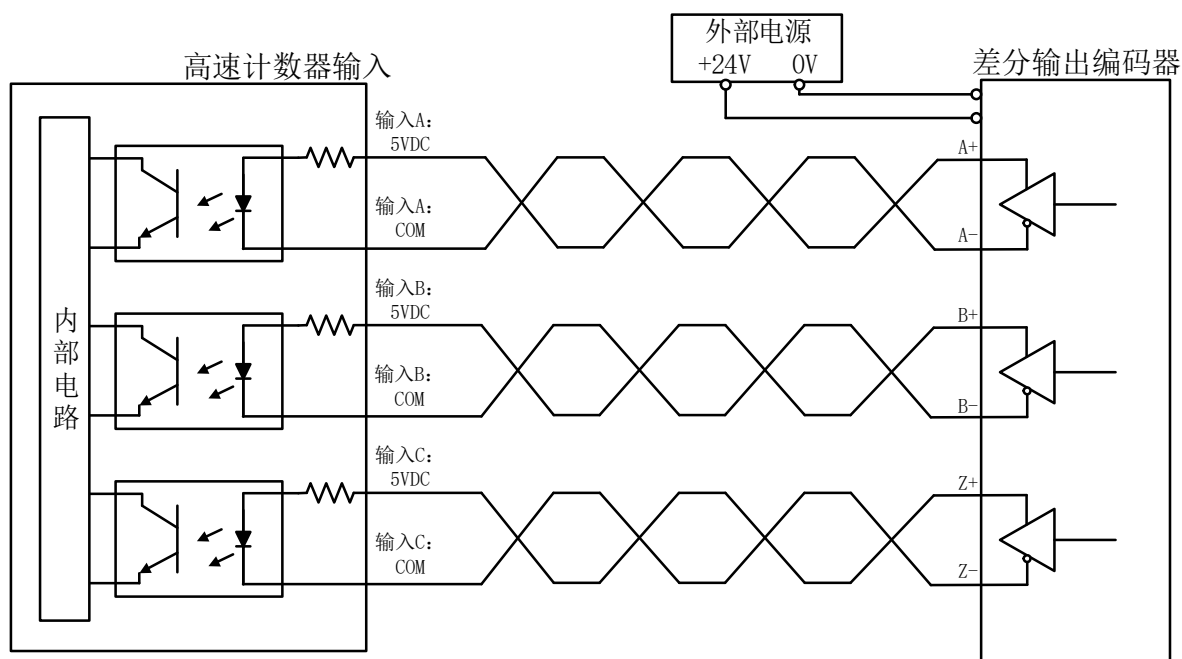 外部电源
+24V 0V
高速计数器输入
差分输出编码器
输入A:
5VDC
A+
输入A:
COM
A-
输入B:
5VDC
B+
内部电路
输入B:
COM
B-
输入C:
5VDC
Z+
输入C:
COM
Z-